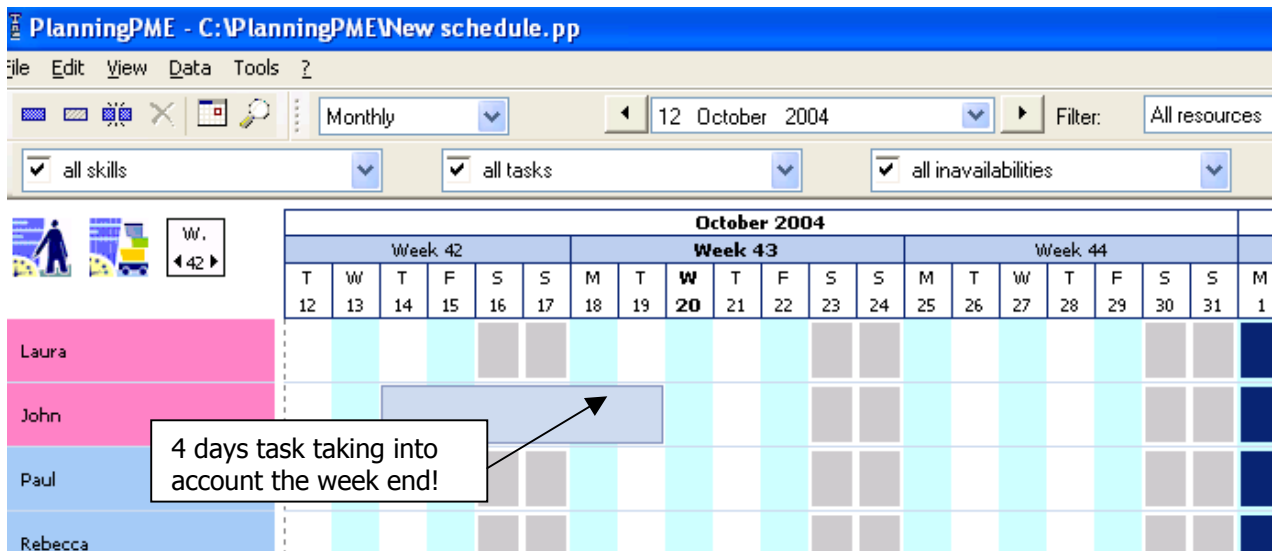 PlanningPME - C:\PlanningPME\New schedule.pp
File Edit View Data Tools ?
Monthly 12 October 2004 Filter: All resources
all skills all tasks all inavailabilities
October 2004
W.
42
Week 42 Week 43 Week 44
T W T F S S M T W T F S S M T W T F S S M
12 13 14 15 16 17 18 19 20 21 22 23 24 25 26 27 28 29 30 31 1
Laura
John
4 days task taking into
account the week end!
Paul
Rebecca